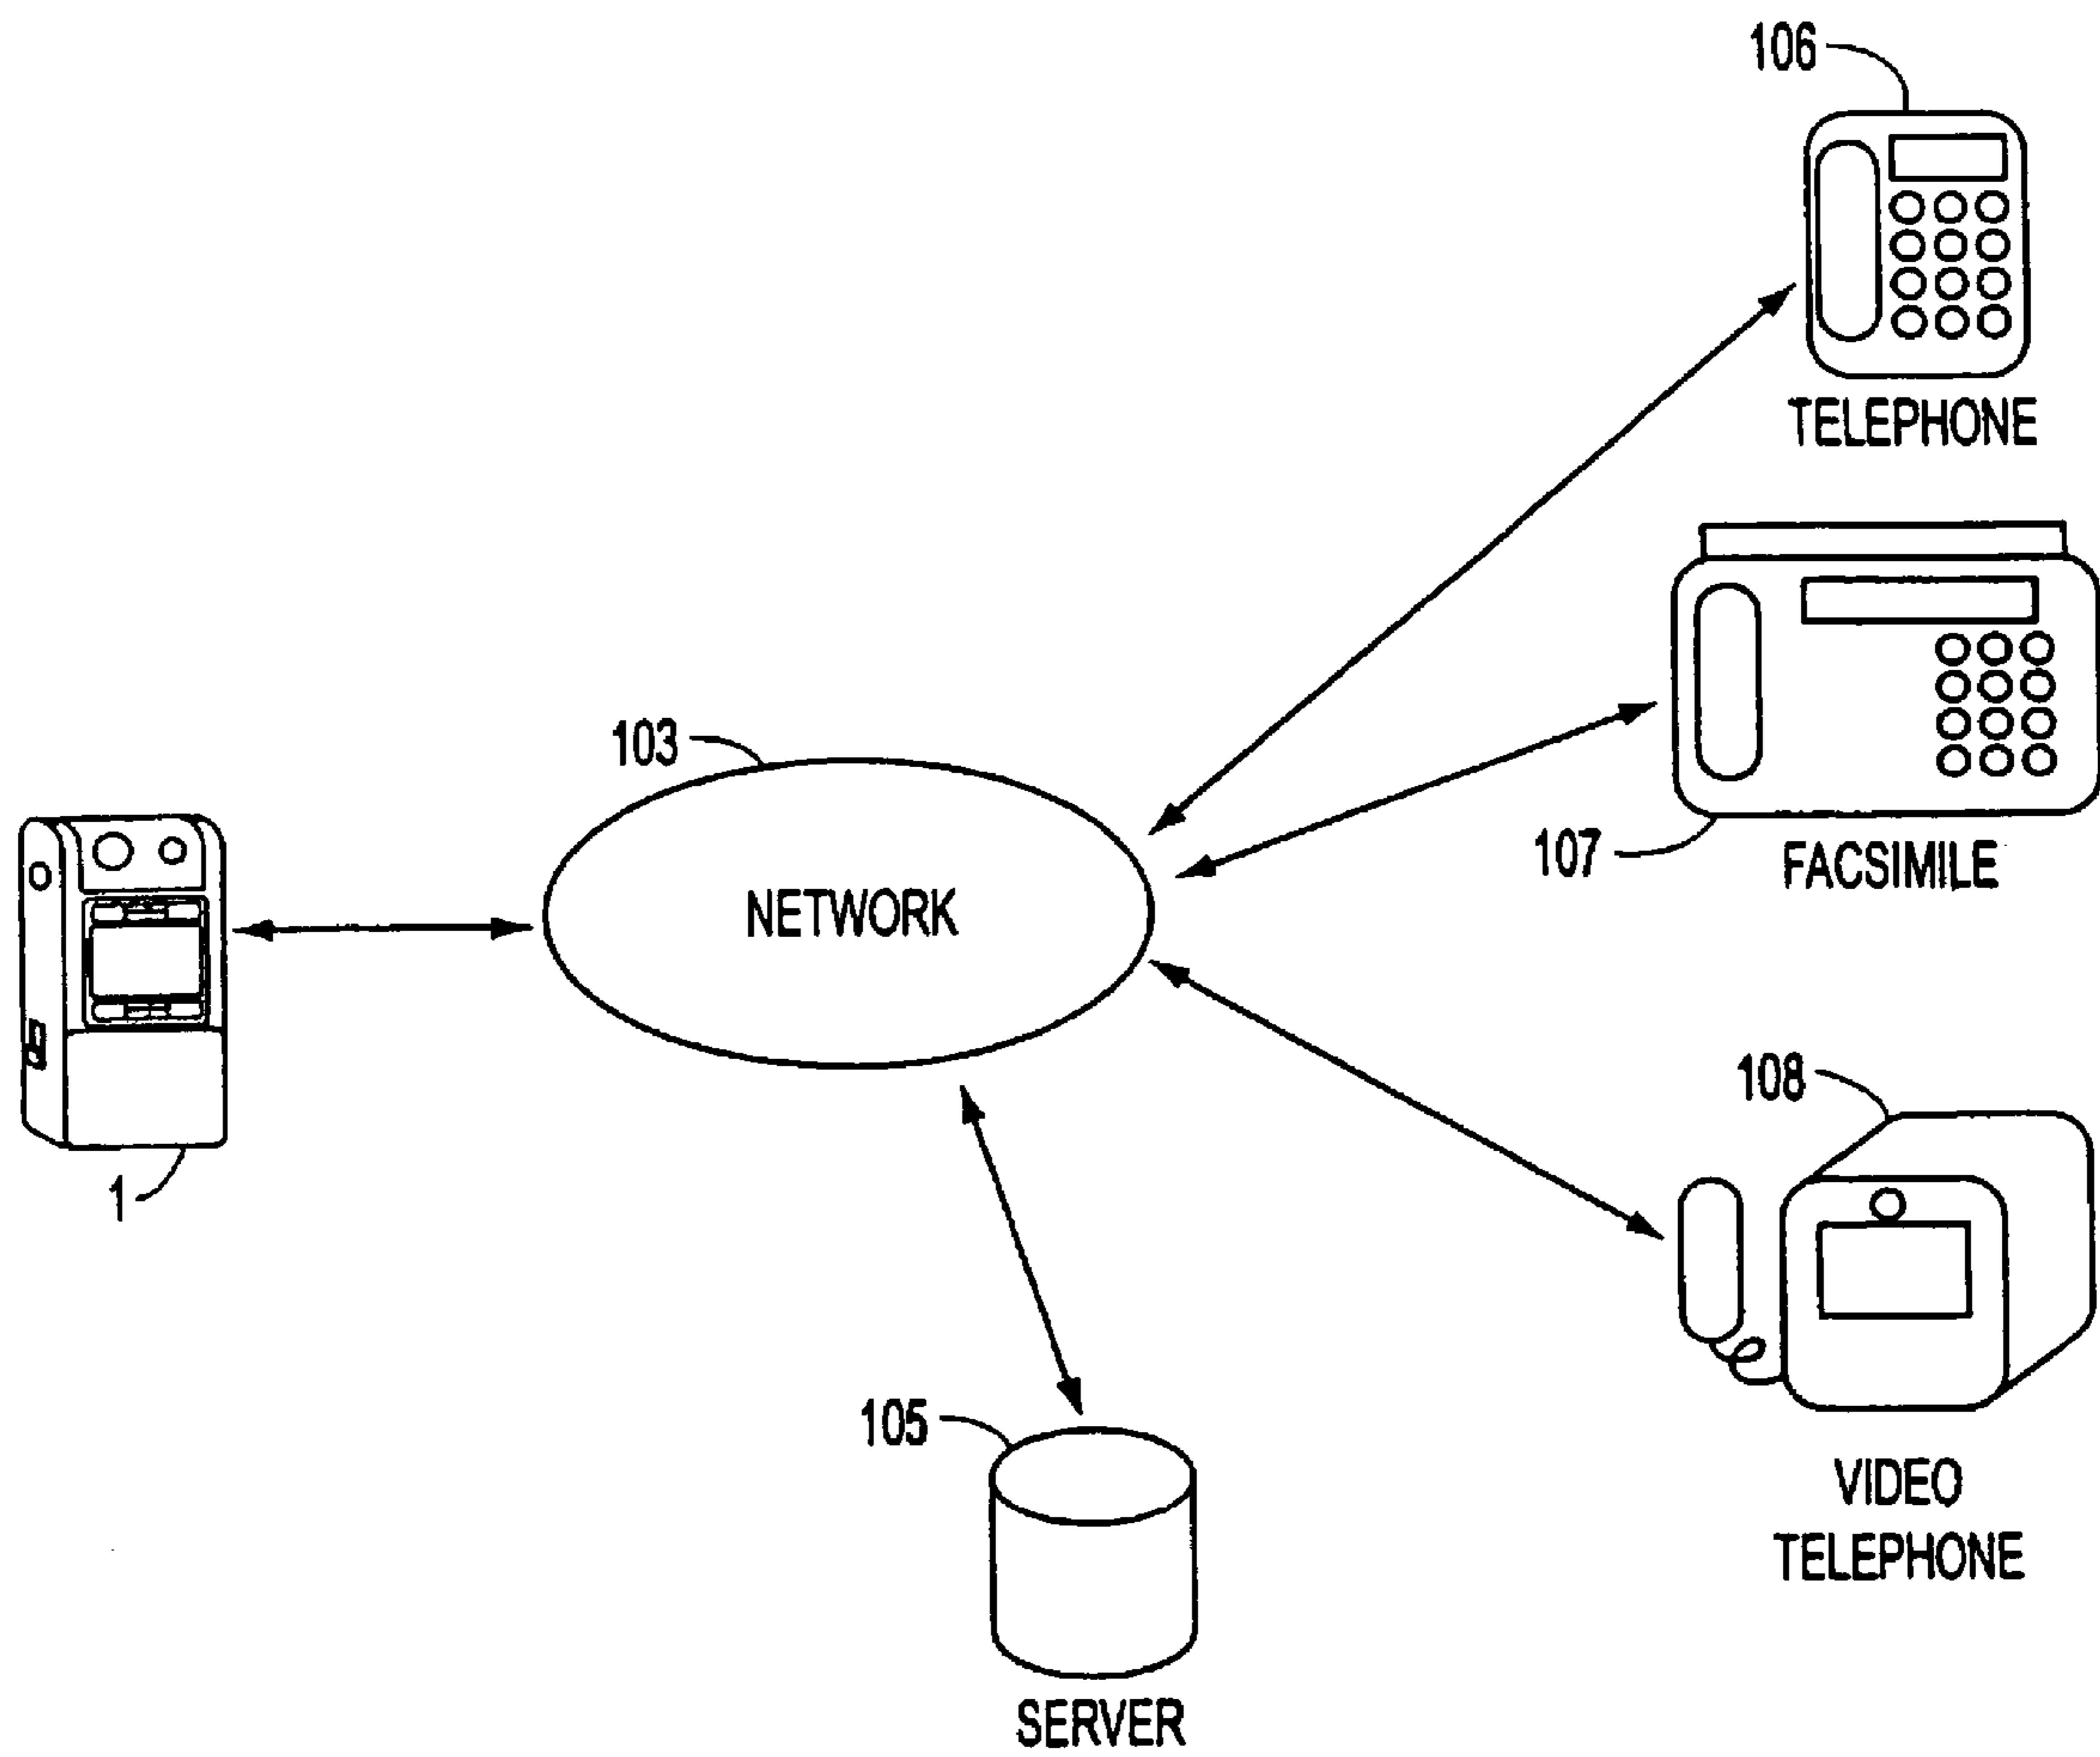 106
TELEPHONE
103
107
FACSIMILE
NETWORK
1
108
105
VIDEO
TELEPHONE
SERVER